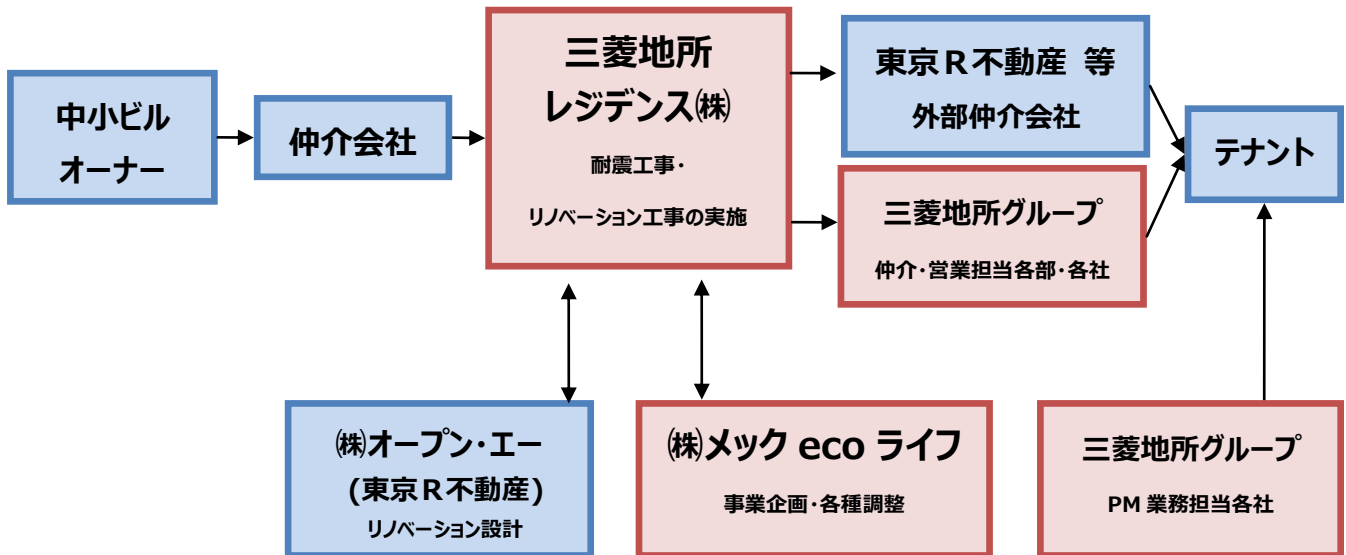 中小ビル
オーナー
仲介会社
三菱地所
レジデンス㈱
耐震工事・
リノベーション工事の実施
東京Ｒ不動産 等
外部仲介会社
三菱地所グループ
仲介・営業担当各部・各社
テナント
㈱オープン・エー
(東京Ｒ不動産)
リノベーション設計
㈱メック eco ライフ
事業企画・各種調整
三菱地所グループ
PM 業務担当各社